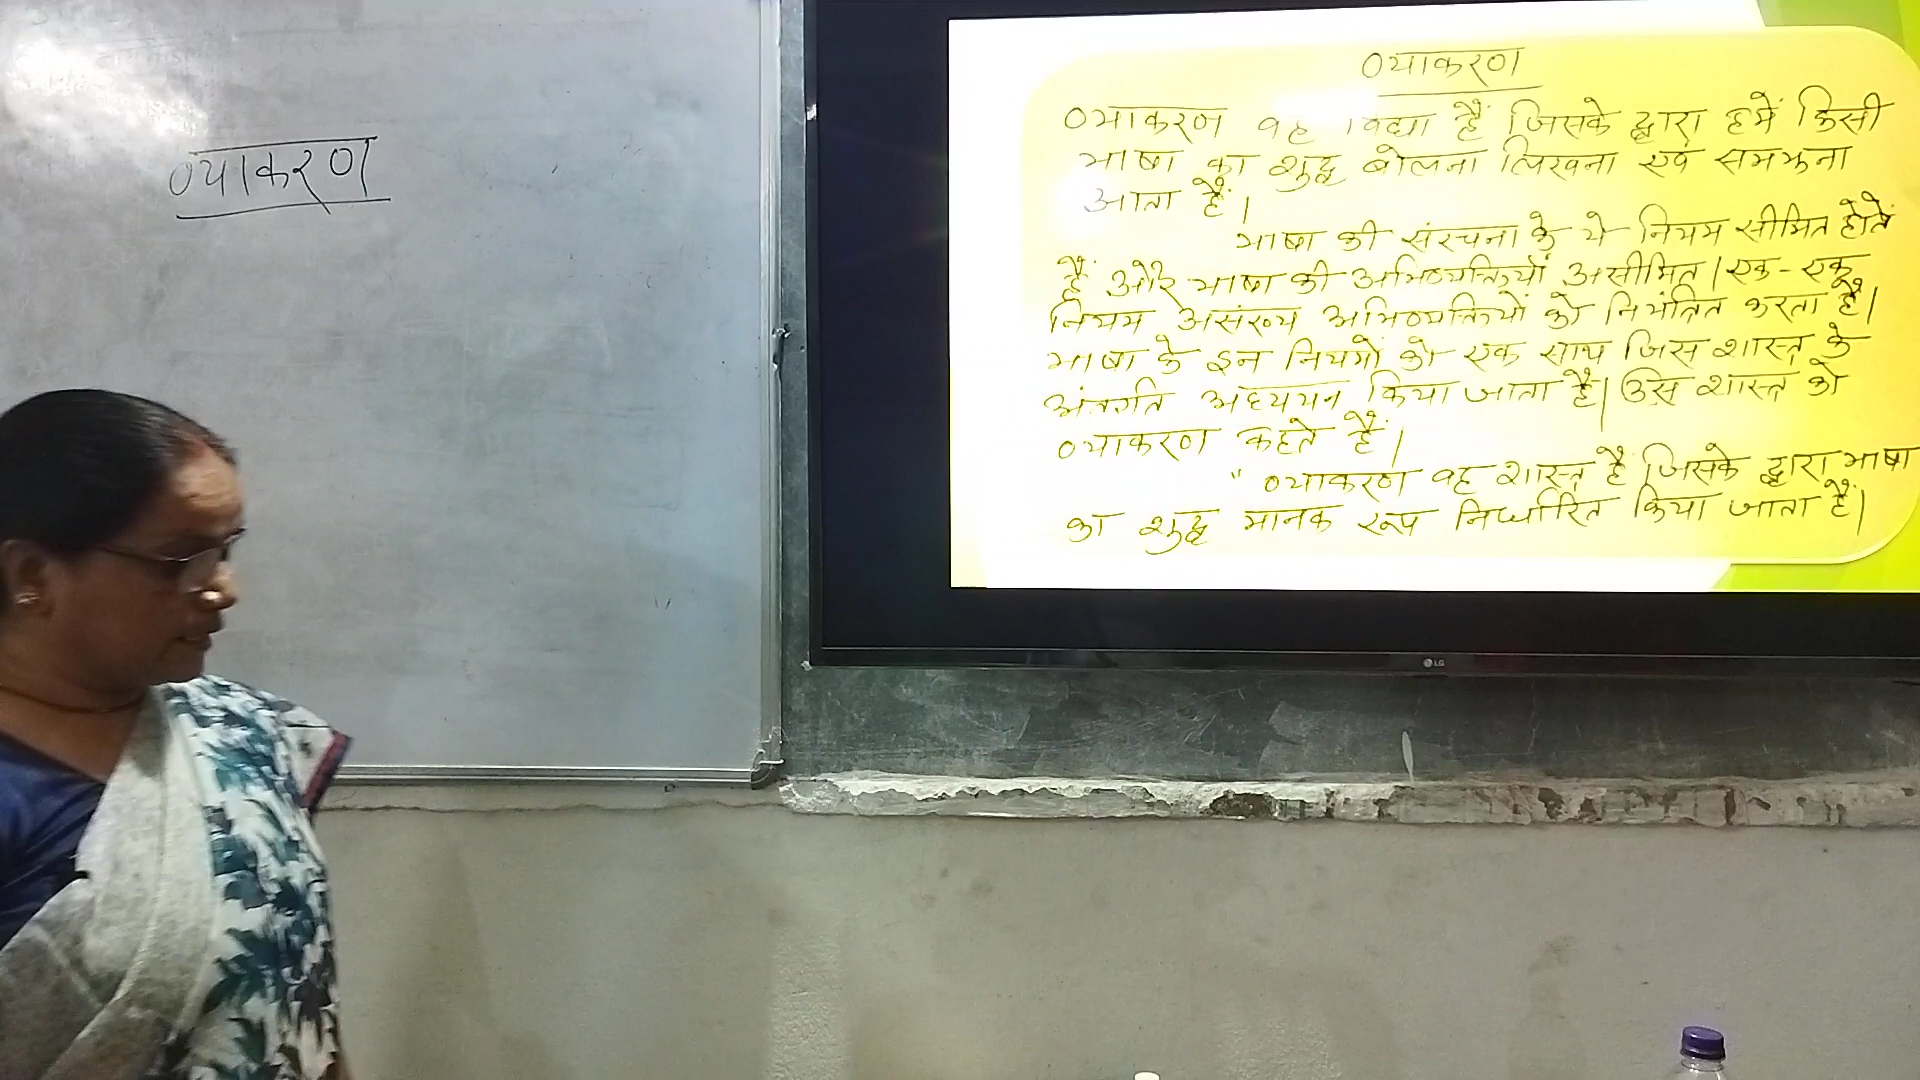 व्याकरण
व्याकरण
व्याकरण वह विद्या हैं जिसके द्वारा हमें किसी
भाषा का शुद्ध बोलना लिखना एवं समझना
आता हैं।
भाषा की संरचना के ये नियम सीमित होतें
हैं और भाषा की अभिव्यक्तियाँ असीमित। एक-एक
नियम असंख्य अभिव्यक्तियों को नियंत्रित करता है।
भाषा के इन नियमों को एक साथ जिस शास्त्र के
अंतर्गत अध्ययन किया जाता है। उस शास्त्र को
व्याकरण कहते हैं।
"व्याकरण वह शास्त्र है जिसके द्वारा भाषा
का शुद्ध मानक रूप निर्धारित किया जाता हैं।
LG